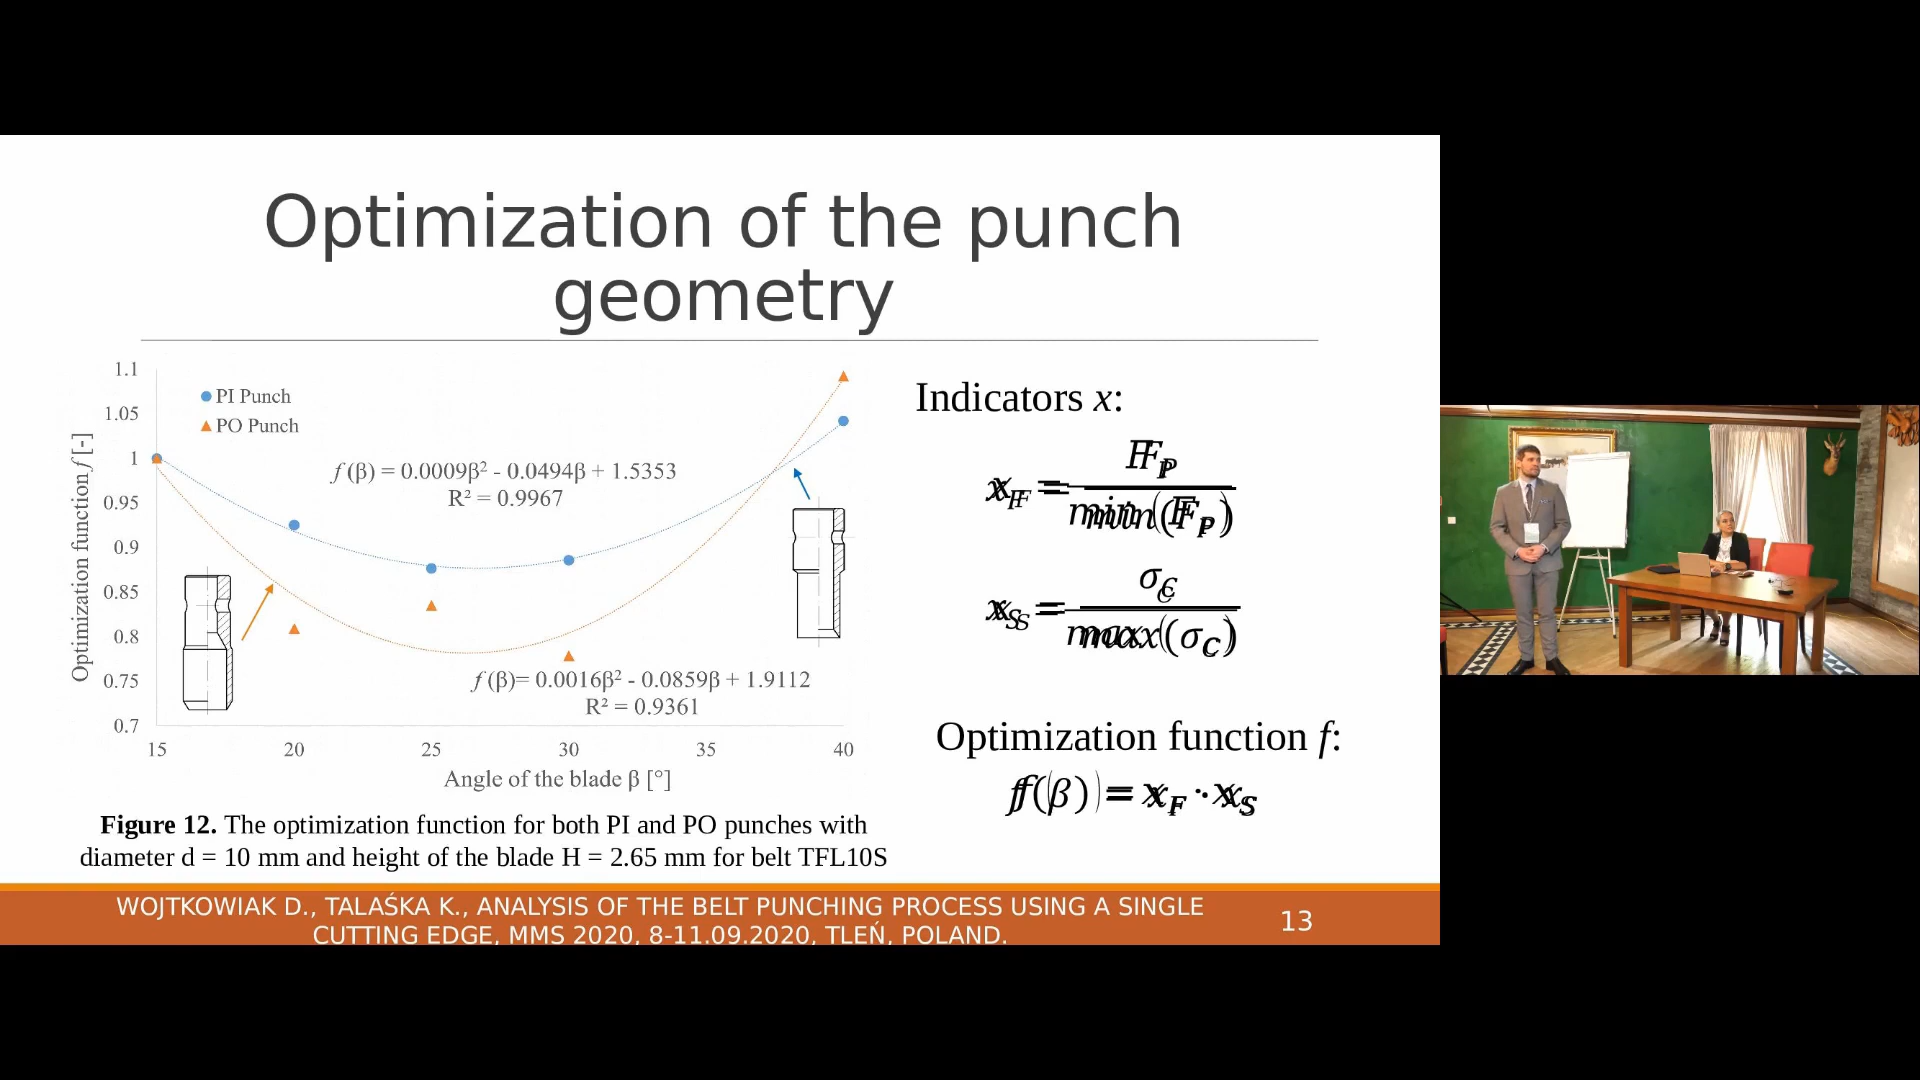 Optimization of the punch
geometry
1.1
1.05
1
0.95
0.9
0.85
0.8
0.75
0.7
15
20
25
30
35
40
Optimization function f [-]
Angle of the blade β [°]
PI Punch
PO Punch
f (β) = 0.0009β² - 0.0494β + 1.5353
R² = 0.9967
f (β)= 0.0016β² - 0.0859β + 1.9112
R² = 0.9361
Figure 12. The optimization function for both PI and PO punches with
diameter d = 10 mm and height of the blade H = 2.65 mm for belt TFL10S
Indicators x:
x_F = F_P / min(F_P)
x_S = σ_C / max(σ_C)
Optimization function f:
f(β) = x_F · x_S
WOJTKOWIAK D., TALAŚKA K., ANALYSIS OF THE BELT PUNCHING PROCESS USING A SINGLE
CUTTING EDGE, MMS 2020, 8-11.09.2020, TLEŃ, POLAND.
13